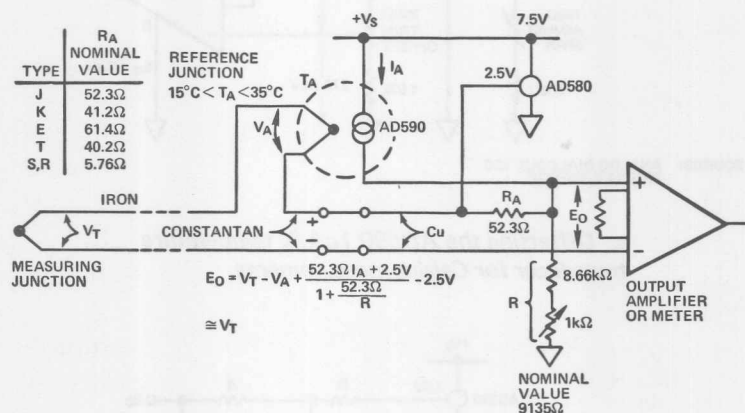 TYPE R_A NOMINAL VALUE
J 52.3Ω
K 41.2Ω
E 61.4Ω
T 40.2Ω
S,R 5.76Ω
REFERENCE JUNCTION
15°C < T_A < 35°C
T_A
V_A
+V_S
I_A
AD590
7.5V
2.5V
AD580
IRON
V_T
MEASURING JUNCTION
CONSTANTAN
+
−
Cu
R_A
52.3Ω
E_O
+
−
OUTPUT AMPLIFIER OR METER
8.66kΩ
R
1kΩ
NOMINAL VALUE 9135Ω
E_O = V_T - V_A + (52.3Ω I_A + 2.5V) / (1 + 52.3Ω/R) - 2.5V
≅ V_T